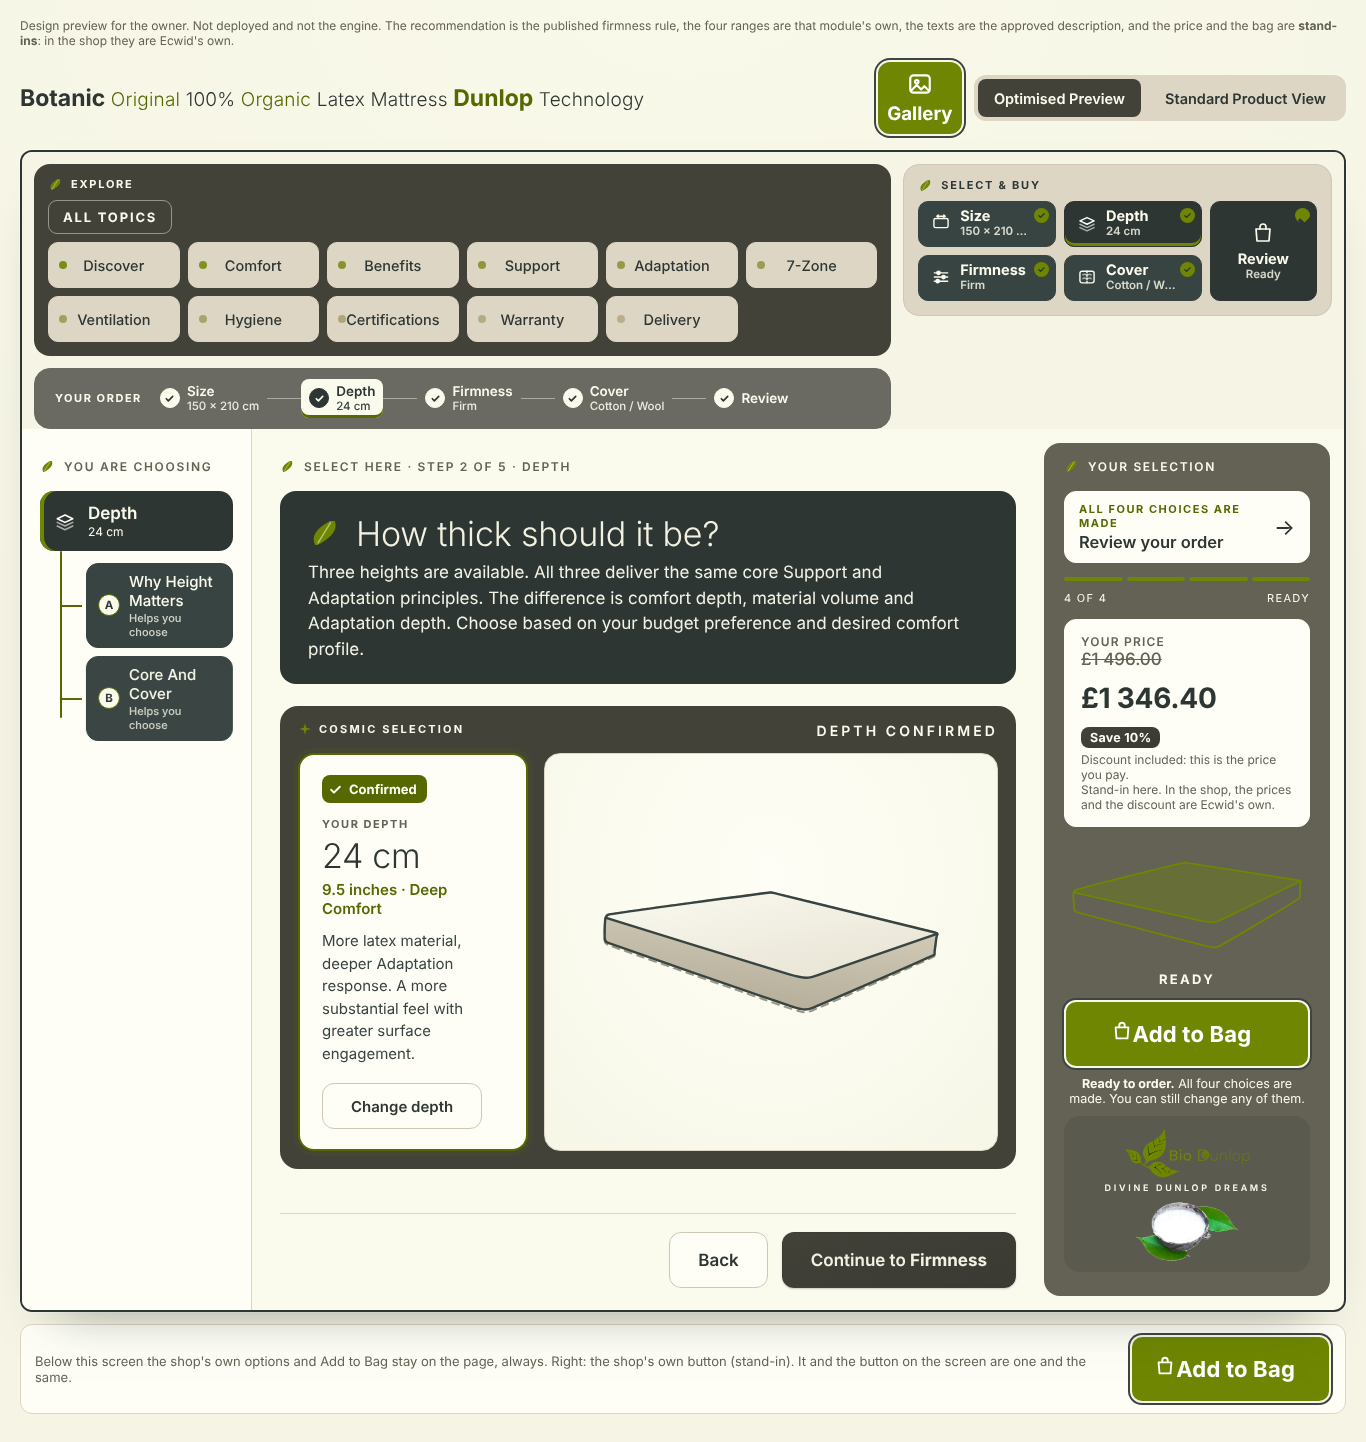 Design preview for the owner. Not deployed and not the engine. The recommendation is the published firmness rule, the four ranges are that module's own, the texts are the approved description, and the price and the bag are stand-
ins: in the shop they are Ecwid's own.
Botanic Original 100% Organic Latex Mattress Dunlop Technology
Gallery
Optimised Preview
Standard Product View
EXPLORE
ALL TOPICS
Discover
Comfort
Benefits
Support
Adaptation
7-Zone
Ventilation
Hygiene
Certifications
Warranty
Delivery
SELECT & BUY
Size
150 × 210 ...
Depth
24 cm
Firmness
Firm
Cover
Cotton / W...
Review
Ready
YOUR ORDER
Size
150 × 210 cm
Depth
24 cm
Firmness
Firm
Cover
Cotton / Wool
Review
YOU ARE CHOOSING
Depth
24 cm
A
Why Height
Matters
Helps you
choose
B
Core And
Cover
Helps you
choose
SELECT HERE · STEP 2 OF 5 · DEPTH
How thick should it be?
Three heights are available. All three deliver the same core Support and
Adaptation principles. The difference is comfort depth, material volume and
Adaptation depth. Choose based on your budget preference and desired comfort
profile.
COSMIC SELECTION
DEPTH CONFIRMED
Confirmed
YOUR DEPTH
24 cm
9.5 inches · Deep
Comfort
More latex material,
deeper Adaptation
response. A more
substantial feel with
greater surface
engagement.
Change depth
Back
Continue to Firmness
YOUR SELECTION
ALL FOUR CHOICES ARE
MADE
Review your order
4 OF 4
READY
YOUR PRICE
£1 496.00
£1 346.40
Save 10%
Discount included: this is the price
you pay.
Stand-in here. In the shop, the prices
and the discount are Ecwid's own.
READY
Add to Bag
Ready to order. All four choices are
made. You can still change any of them.
Bio Dunlop
DIVINE DUNLOP DREAMS
Below this screen the shop's own options and Add to Bag stay on the page, always. Right: the shop's own button (stand-in). It and the button on the screen are one and the
same.
Add to Bag